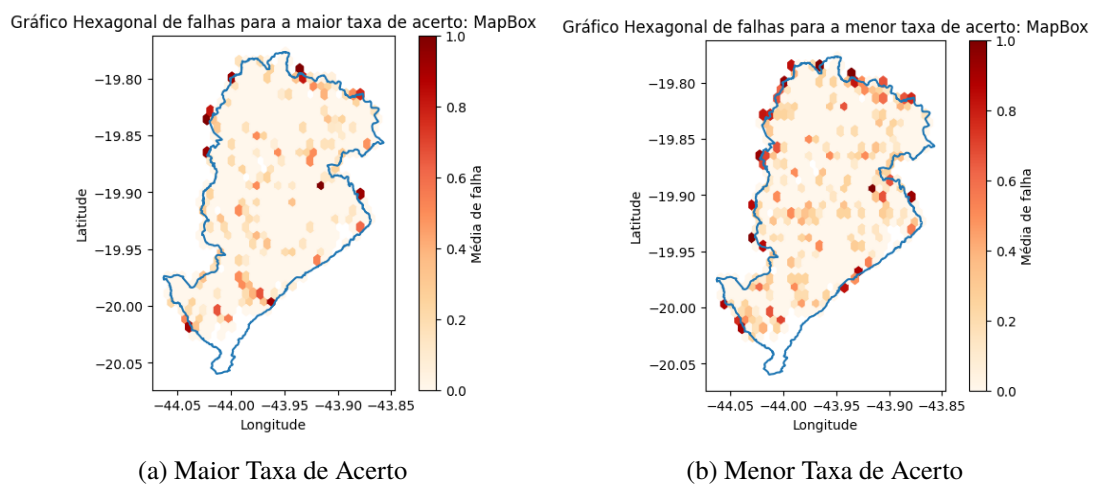 Gráfico Hexagonal de falhas para a maior taxa de acerto: MapBox
−19.80
−19.85
−19.90
−19.95
−20.00
−20.05
Latitude
−44.05 −44.00 −43.95 −43.90 −43.85
Longitude
1.0
0.8
0.6
0.4
0.2
0.0
Média de falha
(a) Maior Taxa de Acerto
Gráfico Hexagonal de falhas para a menor taxa de acerto: MapBox
−19.80
−19.85
−19.90
−19.95
−20.00
−20.05
Latitude
−44.05 −44.00 −43.95 −43.90 −43.85
Longitude
1.0
0.8
0.6
0.4
0.2
0.0
Média de falha
(b) Menor Taxa de Acerto